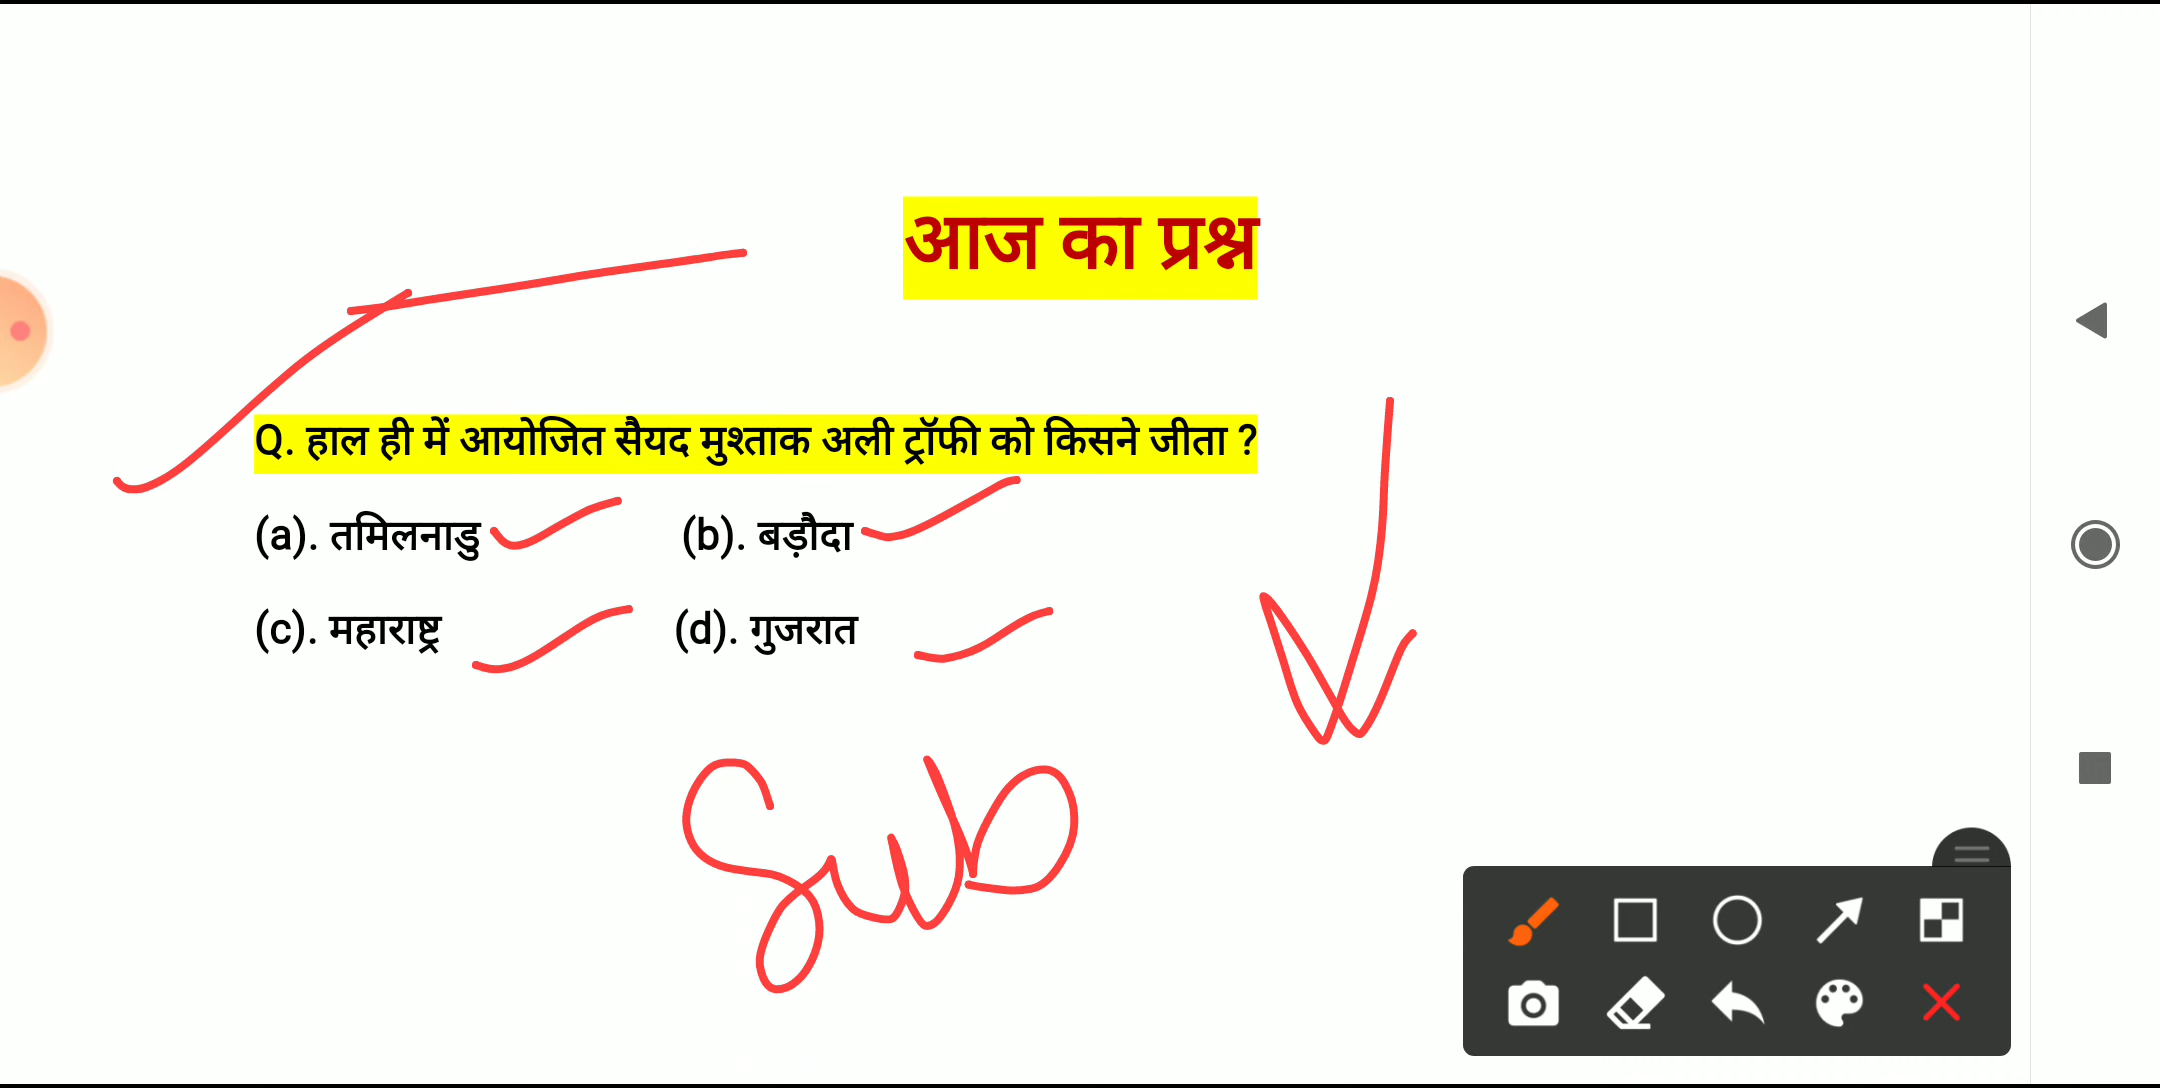 आज का प्रश्न
Q. हाल ही में आयोजित सैयद मुश्ताक अली ट्रॉफी को किसने जीता ?
(a). तमिलनाडु (b). बड़ौदा
(c). महाराष्ट्र (d). गुजरात
Sub